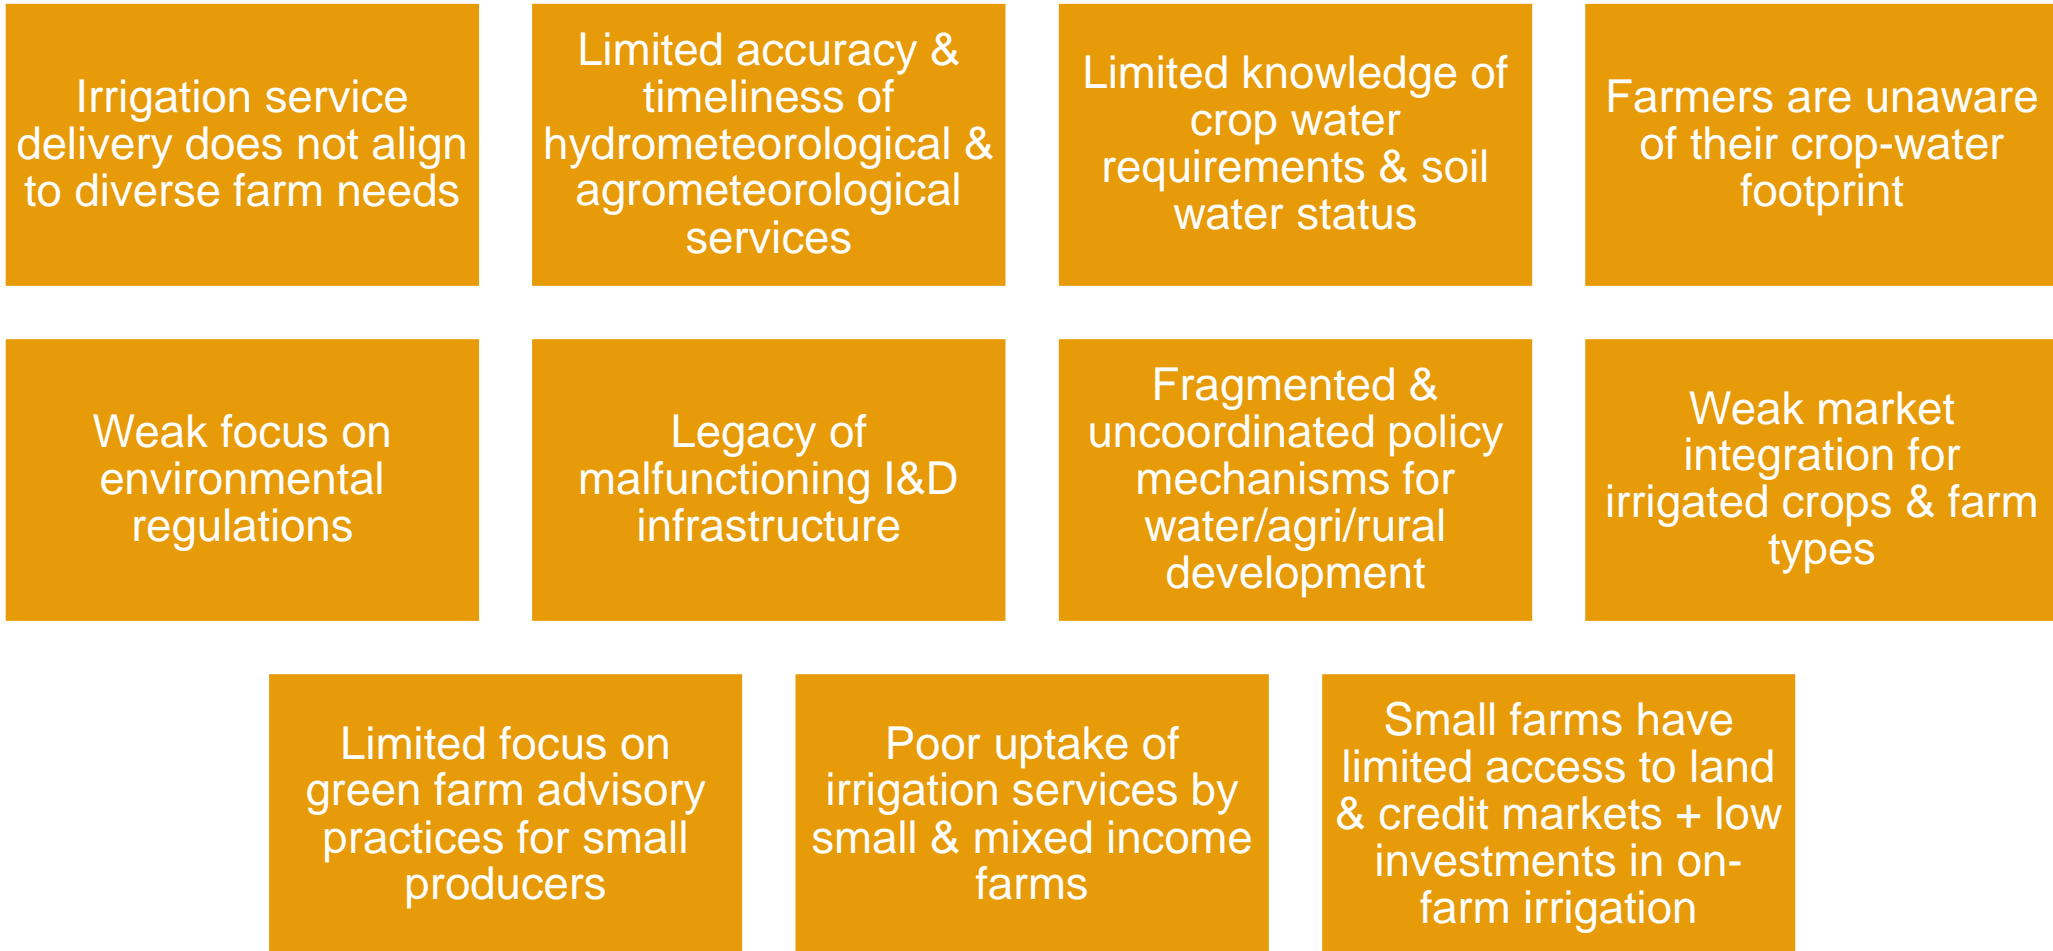 Irrigation service
delivery does not align
to diverse farm needs
Limited accuracy &
timeliness of
hydrometeorological &
agrometeorological
services
Limited knowledge of
crop water
requirements & soil
water status
Farmers are unaware
of their crop-water
footprint
Weak focus on
environmental
regulations
Legacy of
malfunctioning I&D
infrastructure
Fragmented &
uncoordinated policy
mechanisms for
water/agri/rural
development
Weak market
integration for
irrigated crops & farm
types
Limited focus on
green farm advisory
practices for small
producers
Poor uptake of
irrigation services by
small & mixed income
farms
Small farms have
limited access to land
& credit markets + low
investments in on-
farm irrigation